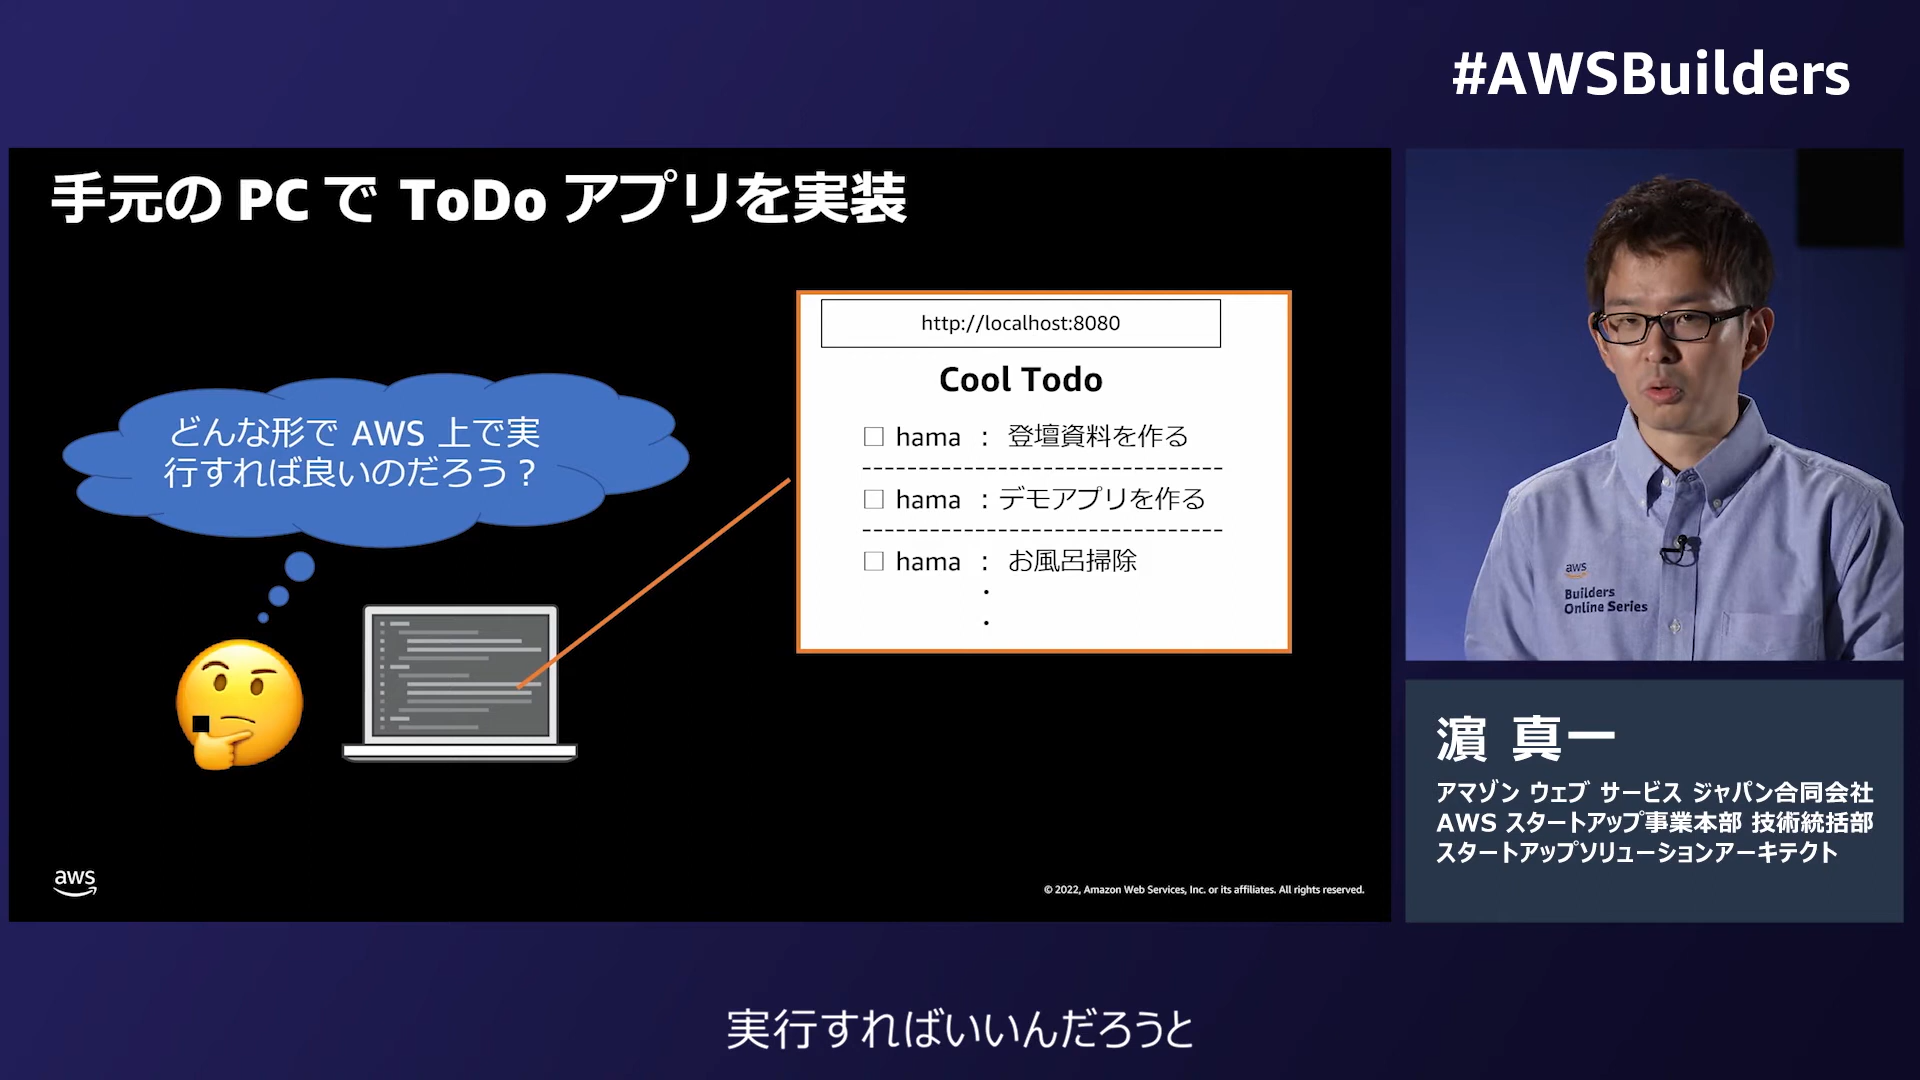 #AWSBuilders
手元の PC で ToDo アプリを実装
http://localhost:8080
Cool Todo
どんな形で AWS 上で実
行すれば良いのだろう？
□ hama ： 登壇資料を作る
□ hama ：デモアプリを作る
□ hama ： お風呂掃除
aws
Builders
Online Series
濵 真一
アマゾン ウェブ サービス ジャパン合同会社
AWS スタートアップ事業本部 技術統括部
スタートアップソリューションアーキテクト
aws
© 2022, Amazon Web Services, Inc. or its affiliates. All rights reserved.
実行すればいいんだろうと